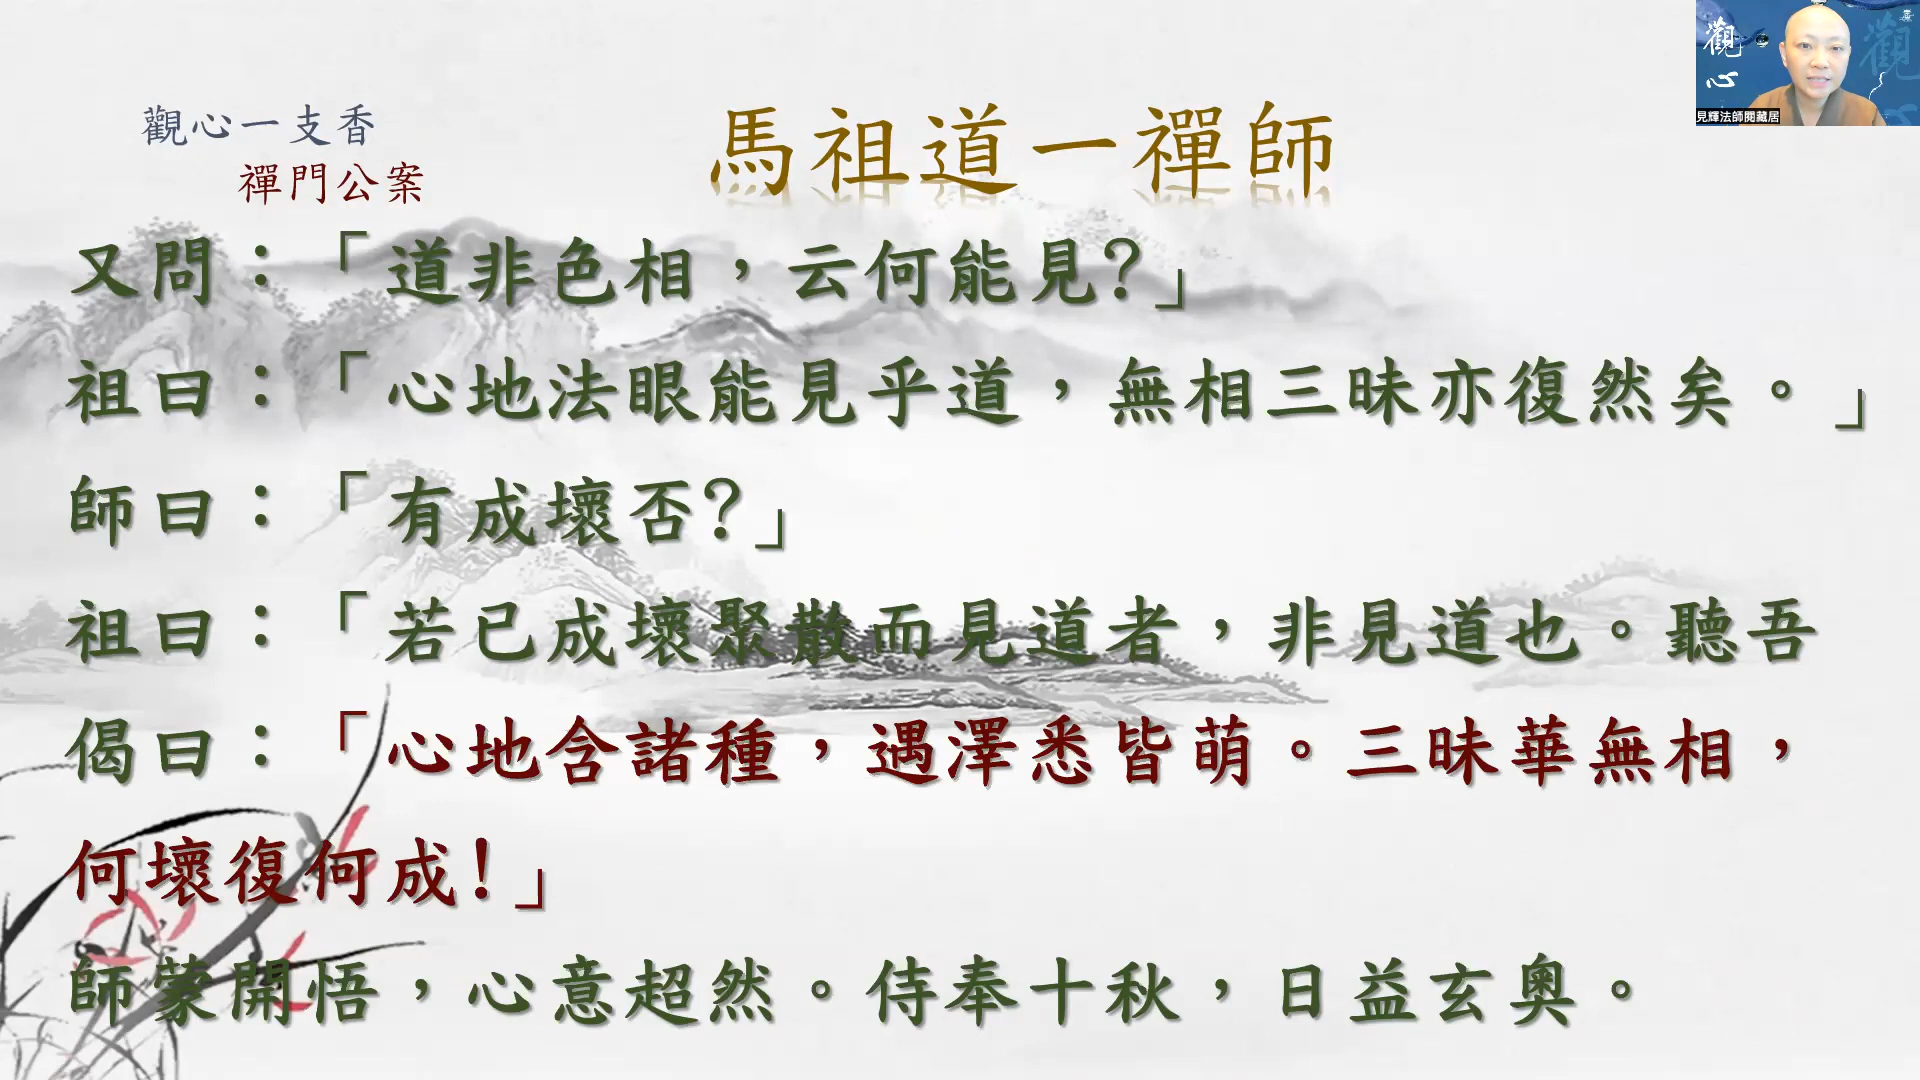 觀心一支香
禪門公案
馬祖道一禪師
觀心
見輝法師閱藏居
又問：「道非色相，云何能見?」
祖曰：「心地法眼能見乎道，無相三昧亦復然矣。」
師曰：「有成壞否?」
祖曰：「若已成壞聚散而見道者，非見道也。聽吾
偈曰：「心地含諸種，遇澤悉皆萌。三昧華無相，
何壞復何成!」
師蒙開悟，心意超然。侍奉十秋，日益玄奧。